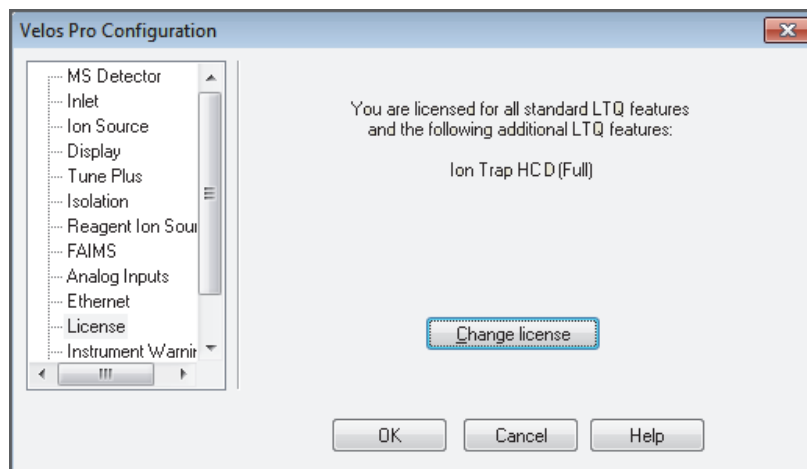 Velos Pro Configuration
MS Detector
Inlet
Ion Source
Display
Tune Plus
Isolation
Reagent Ion Sour
FAIMS
Analog Inputs
Ethernet
License
Instrument Warnin
You are licensed for all standard LTQ features
and the following additional LTQ features:
Ion Trap HCD (Full)
Change license
OK
Cancel
Help